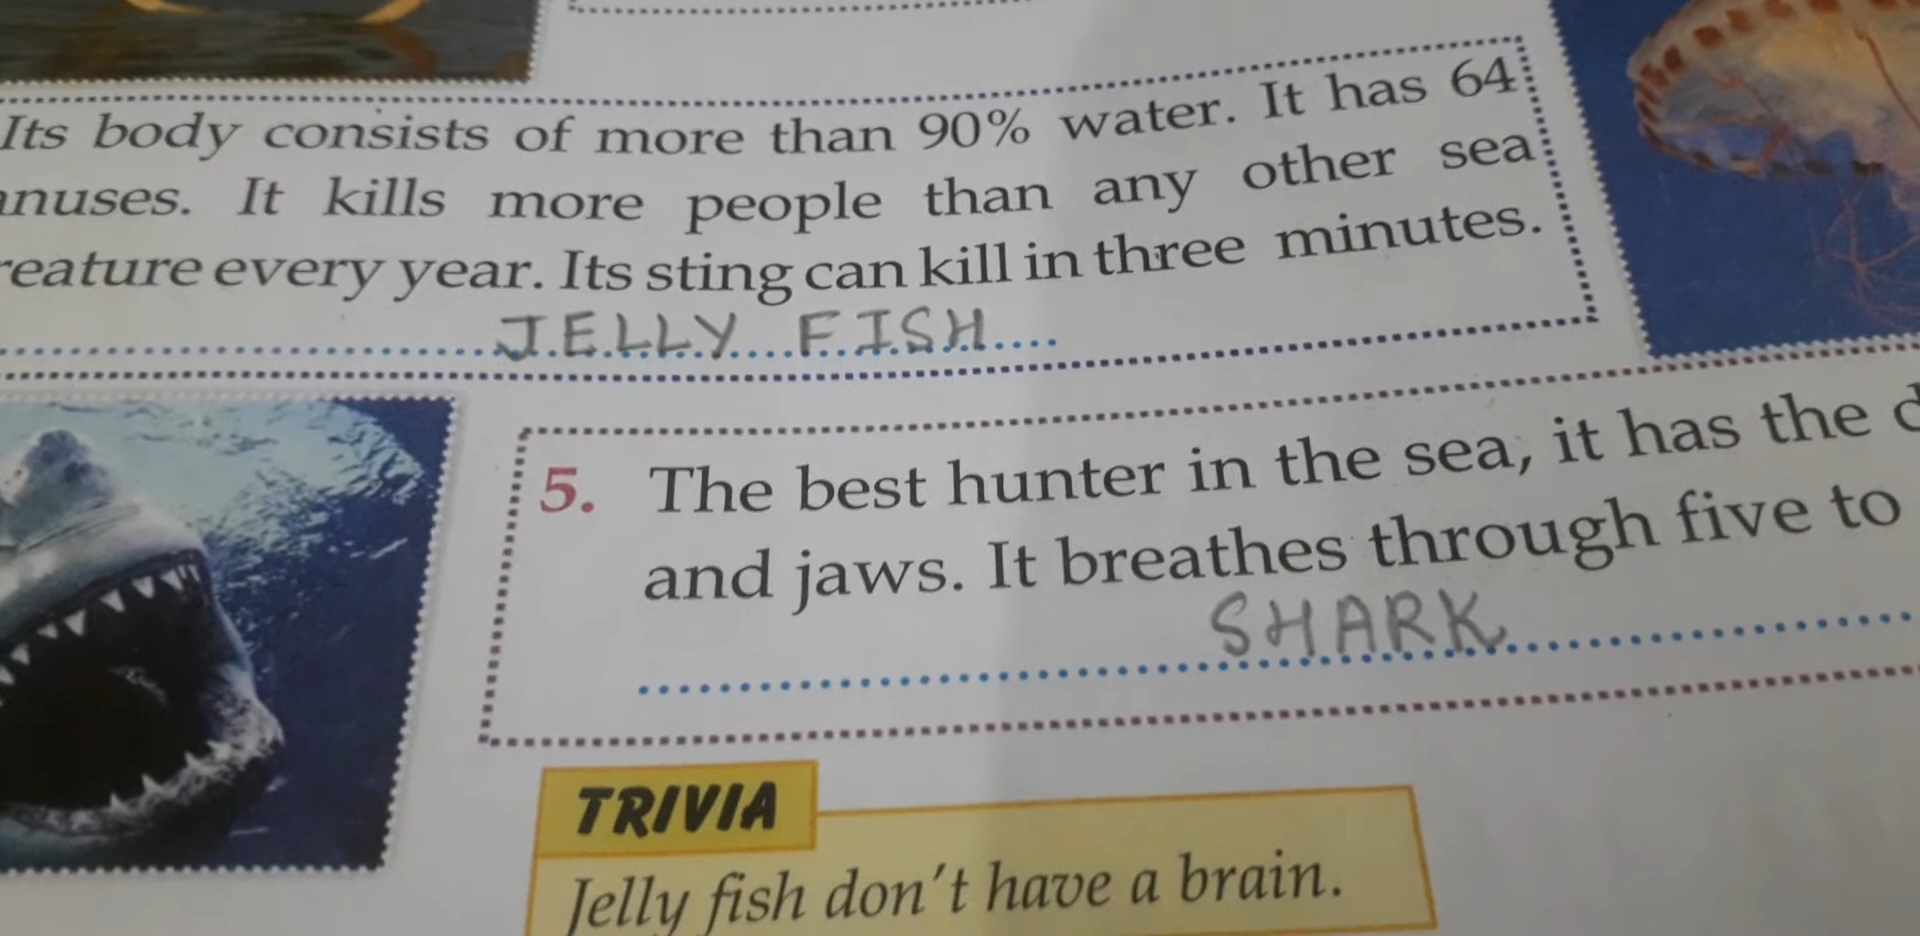 Its body consists of more than 90% water. It has 64
anuses. It kills more people than any other sea
creature every year. Its sting can kill in three minutes.
JELLY FISH
5. The best hunter in the sea, it has the
and jaws. It breathes through five to
SHARK
TRIVIA
Jelly fish don't have a brain.